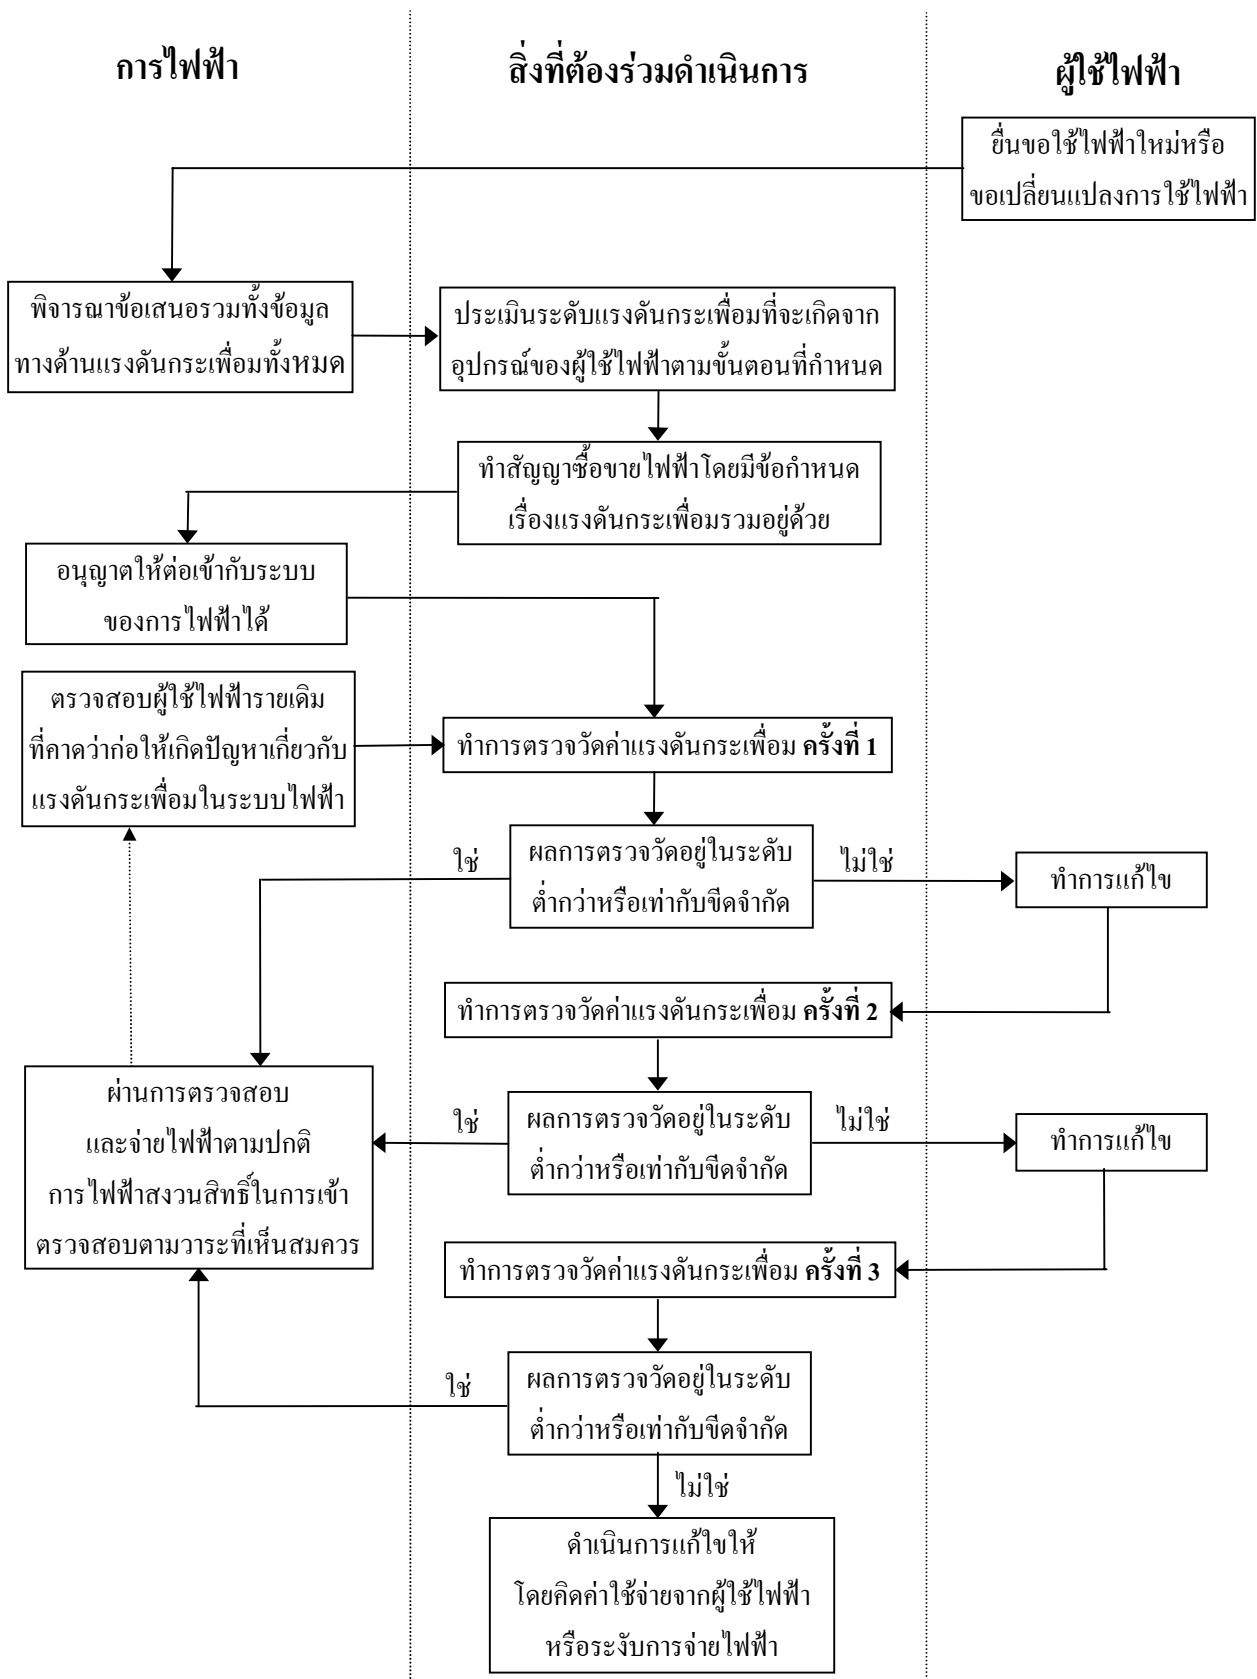 การไฟฟ้า
สิ่งที่ต้องร่วมดำเนินการ
ผู้ใช้ไฟฟ้า
ยื่นขอใช้ไฟฟ้าใหม่หรือ
ขอเปลี่ยนแปลงการใช้ไฟฟ้า
พิจารณาข้อเสนอรวมทั้งข้อมูล
ทางด้านแรงดันกระเพื่อมทั้งหมด
ประเมินระดับแรงดันกระเพื่อมที่จะเกิดจาก
อุปกรณ์ของผู้ใช้ไฟฟ้าตามขั้นตอนที่กำหนด
ทำสัญญาซื้อขายไฟฟ้าโดยมีข้อกำหนด
เรื่องแรงดันกระเพื่อมรวมอยู่ด้วย
อนุญาตให้ต่อเข้ากับระบบ
ของการไฟฟ้าได้
ตรวจสอบผู้ใช้ไฟฟ้ารายเดิม
ที่คาดว่าก่อให้เกิดปัญหาเกี่ยวกับ
แรงดันกระเพื่อมในระบบไฟฟ้า
ทำการตรวจวัดค่าแรงดันกระเพื่อม ครั้งที่ 1
ใช่
ผลการตรวจวัดอยู่ในระดับ
ต่ำกว่าหรือเท่ากับขีดจำกัด
ไม่ใช่
ทำการแก้ไข
ทำการตรวจวัดค่าแรงดันกระเพื่อม ครั้งที่ 2
ผ่านการตรวจสอบ
และจ่ายไฟฟ้าตามปกติ
การไฟฟ้าสงวนสิทธิ์ในการเข้า
ตรวจสอบตามวาระที่เห็นสมควร
ใช่
ผลการตรวจวัดอยู่ในระดับ
ต่ำกว่าหรือเท่ากับขีดจำกัด
ไม่ใช่
ทำการแก้ไข
ทำการตรวจวัดค่าแรงดันกระเพื่อม ครั้งที่ 3
ใช่
ผลการตรวจวัดอยู่ในระดับ
ต่ำกว่าหรือเท่ากับขีดจำกัด
ไม่ใช่
ดำเนินการแก้ไขให้
โดยคิดค่าใช้จ่ายจากผู้ใช้ไฟฟ้า
หรือระงับการจ่ายไฟฟ้า